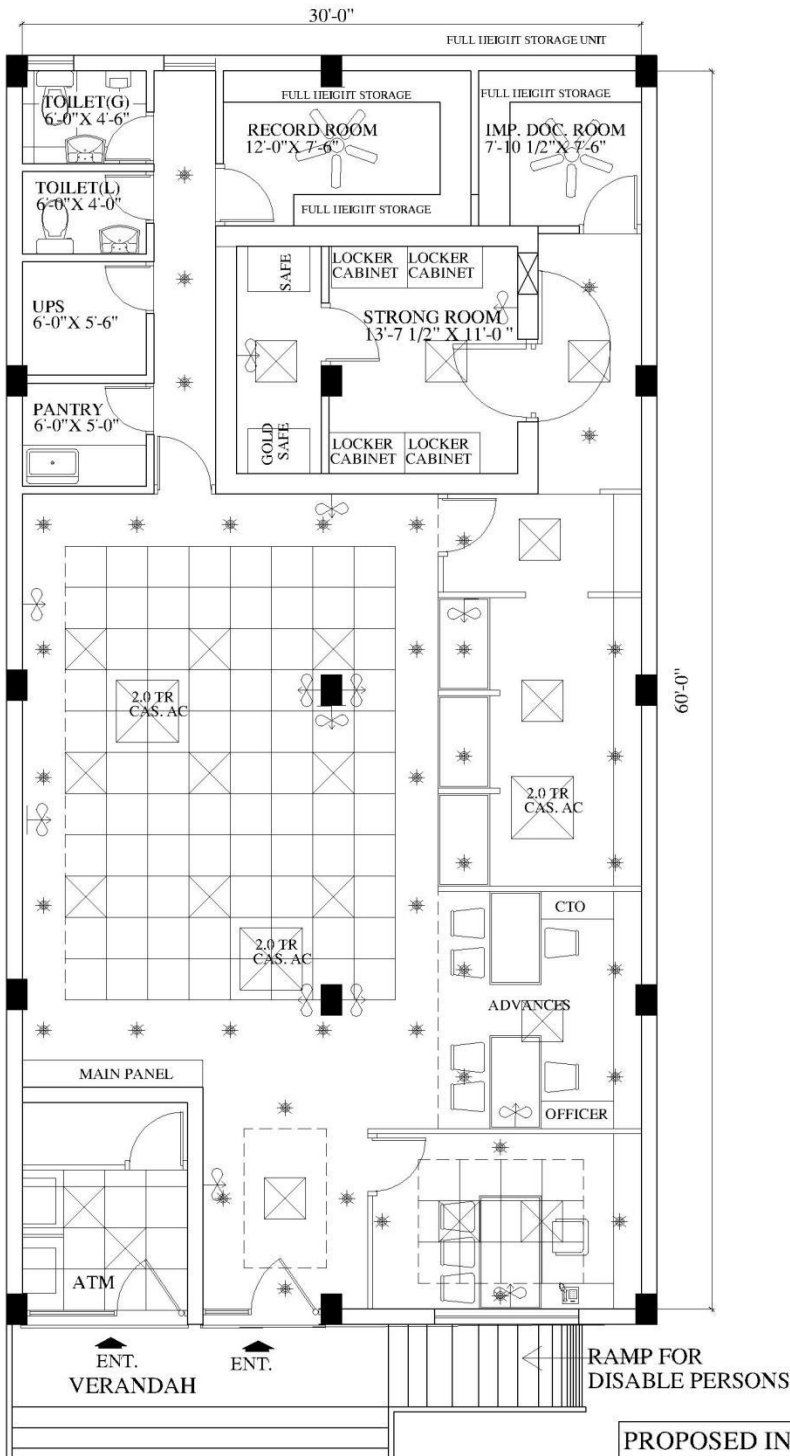 30'-0"
FULL HEIGHT STORAGE UNIT
TOILET(G)
6'-0"X 4'-6"
FULL HEIGHT STORAGE
RECORD ROOM
12'-0"X 7'-6"
FULL HEIGHT STORAGE
FULL HEIGHT STORAGE
IMP. DOC. ROOM
7'-10 1/2"X 7'-6"
TOILET(L)
6'-0"X 4'-0"
UPS
6'-0"X 5'-6"
SAFE
LOCKER
CABINET
LOCKER
CABINET
STRONG ROOM
13'-7 1/2" X 11'-0 "
PANTRY
6'-0"X 5'-0"
GOLD
SAFE
LOCKER
CABINET
LOCKER
CABINET
60'-0"
2.0 TR
CAS. AC
2.0 TR
CAS. AC
2.0 TR
CAS. AC
CTO
ADVANCES
OFFICER
MAIN PANEL
ATM
ENT.
ENT.
VERANDAH
RAMP FOR
DISABLE PERSONS
PROPOSED IN